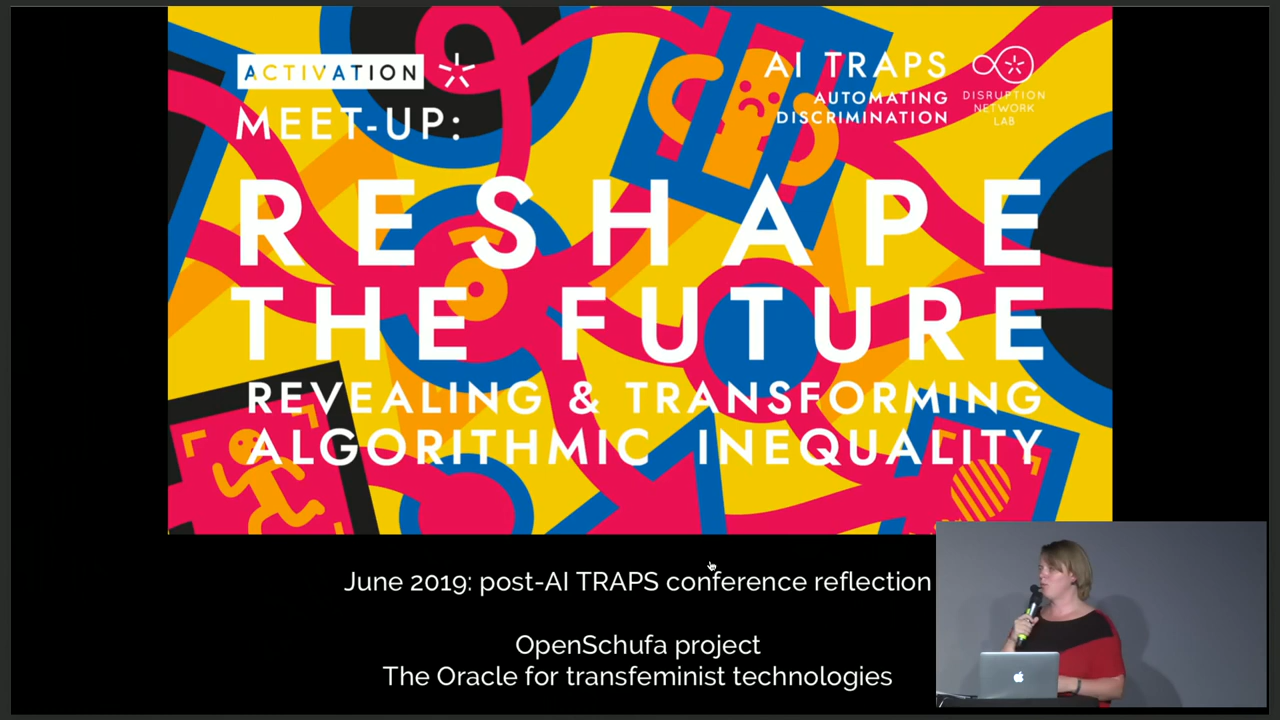 ACTIVATION
MEET-UP:
AI TRAPS
AUTOMATING
DISCRIMINATION
DISRUPTION
NETWORK
LAB
RESHAPE
THE FUTURE
REVEALING & TRANSFORMING
ALGORITHMIC INEQUALITY
June 2019: post-AI TRAPS conference reflection
OpenSchufa project
The Oracle for transfeminist technologies